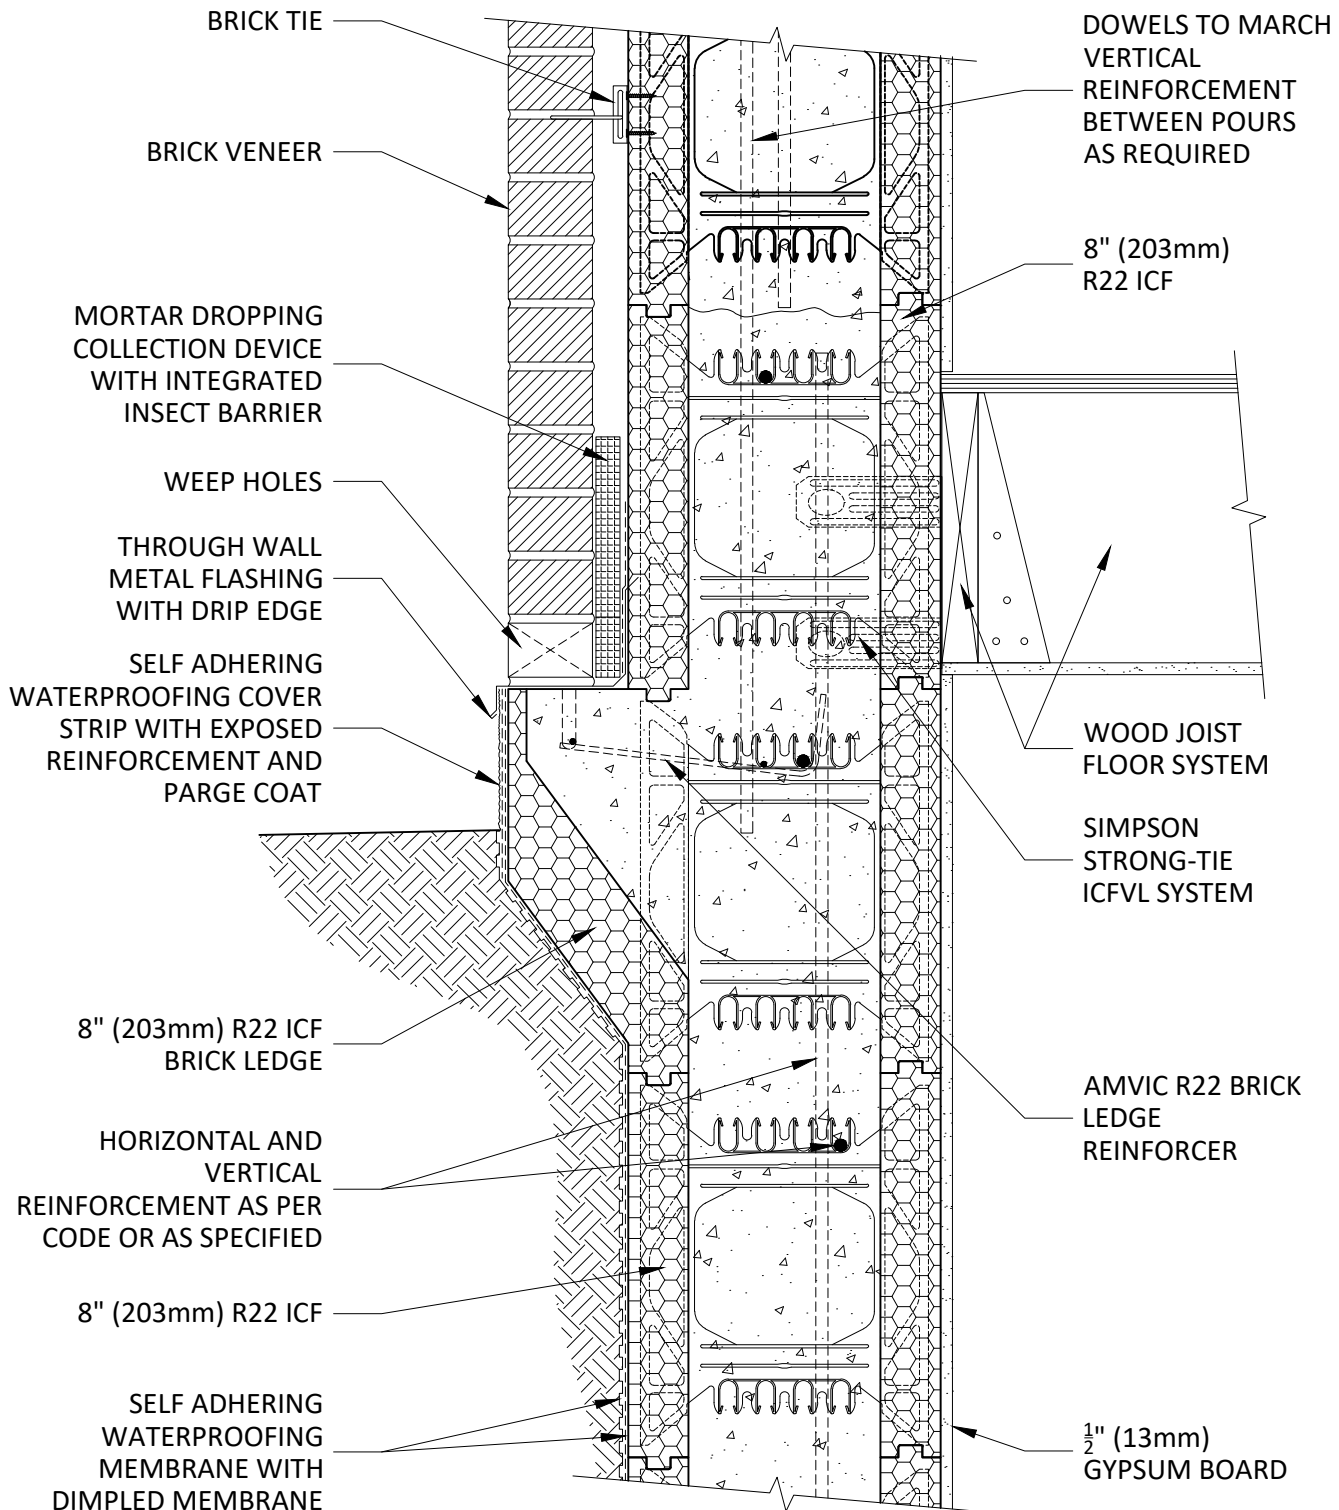 BRICK TIE
BRICK VENEER
MORTAR DROPPING
COLLECTION DEVICE
WITH INTEGRATED
INSECT BARRIER
WEEP HOLES
THROUGH WALL
METAL FLASHING
WITH DRIP EDGE
SELF ADHERING
WATERPROOFING COVER
STRIP WITH EXPOSED
REINFORCEMENT AND
PARGE COAT
8" (203mm) R22 ICF
BRICK LEDGE
HORIZONTAL AND
VERTICAL
REINFORCEMENT AS PER
CODE OR AS SPECIFIED
8" (203mm) R22 ICF
SELF ADHERING
WATERPROOFING
MEMBRANE WITH
DIMPLED MEMBRANE
DOWELS TO MARCH
VERTICAL
REINFORCEMENT
BETWEEN POURS
AS REQUIRED
8" (203mm)
R22 ICF
WOOD JOIST
FLOOR SYSTEM
SIMPSON
STRONG-TIE
ICFVL SYSTEM
AMVIC R22 BRICK
LEDGE
REINFORCER
½" (13mm)
GYPSUM BOARD